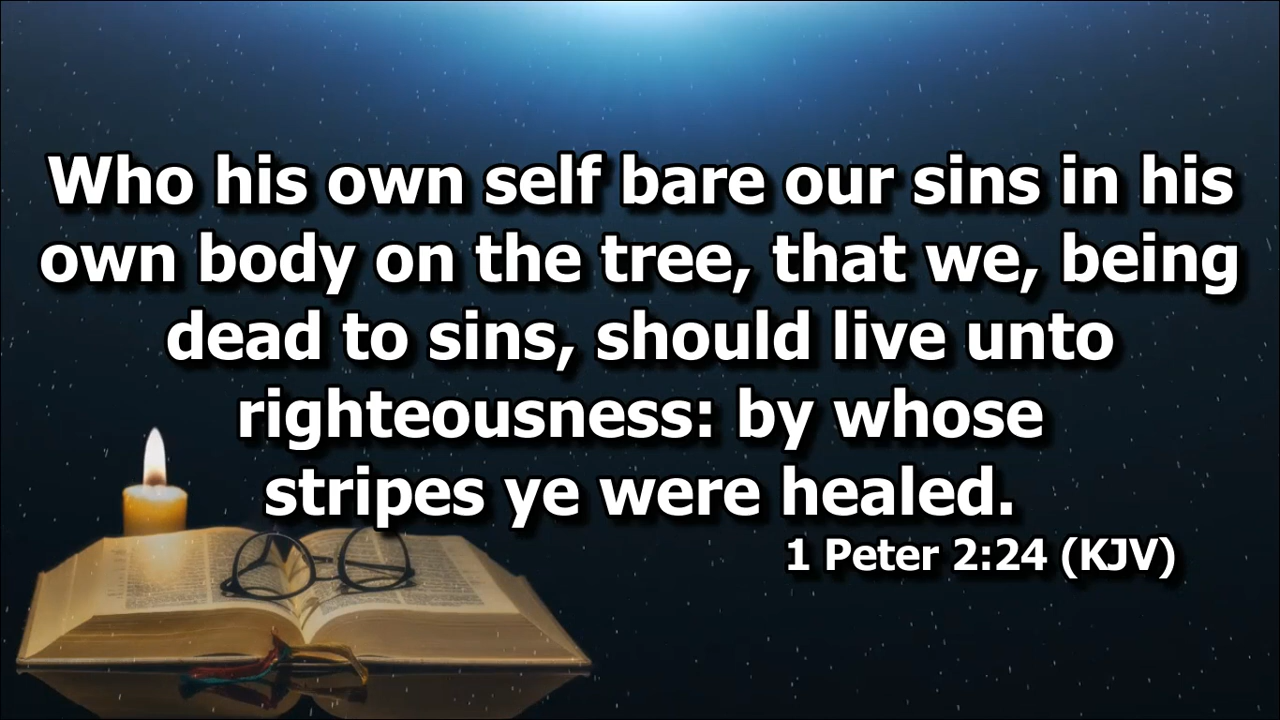 Who his own self bare our sins in his
own body on the tree, that we, being
dead to sins, should live unto
righteousness: by whose
stripes ye were healed.
1 Peter 2:24 (KJV)